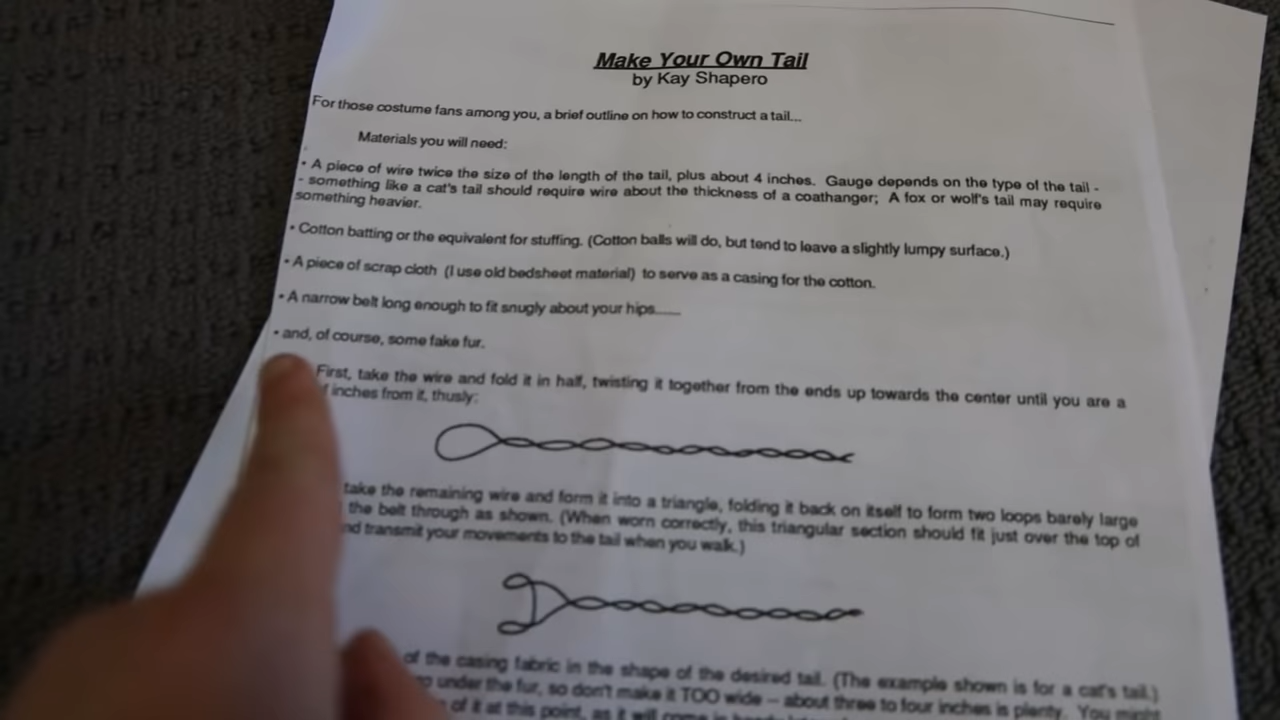 Make Your Own Tail
by Kay Shapero
For those costume fans among you, a brief outline on how to construct a tail...
Materials you will need:
• A piece of wire twice the size of the length of the tail, plus about 4 inches. Gauge depends on the type of the tail -
- something like a cat's tail should require wire about the thickness of a coathanger; A fox or wolf's tail may require
something heavier.
• Cotton batting or the equivalent for stuffing. (Cotton balls will do, but tend to leave a slightly lumpy surface.)
• A piece of scrap cloth (I use old bedsheet material) to serve as a casing for the cotton.
• A narrow belt long enough to fit snugly about your hips.......
• and, of course, some fake fur.
First, take the wire and fold it in half, twisting it together from the ends up towards the center until you are a
inches from it, thusly:
take the remaining wire and form it into a triangle, folding it back on itself to form two loops barely large
the belt through as shown. (When worn correctly, this triangular section should fit just over the top of
transmit your movements to the tail when you walk.)
of the casing fabric in the shape of the desired tail. (The example shown is for a cat's tail.)
under the fur, so don't make it TOO wide -- about three to four inches is plenty. You might
of it at this point, as it will come in handy